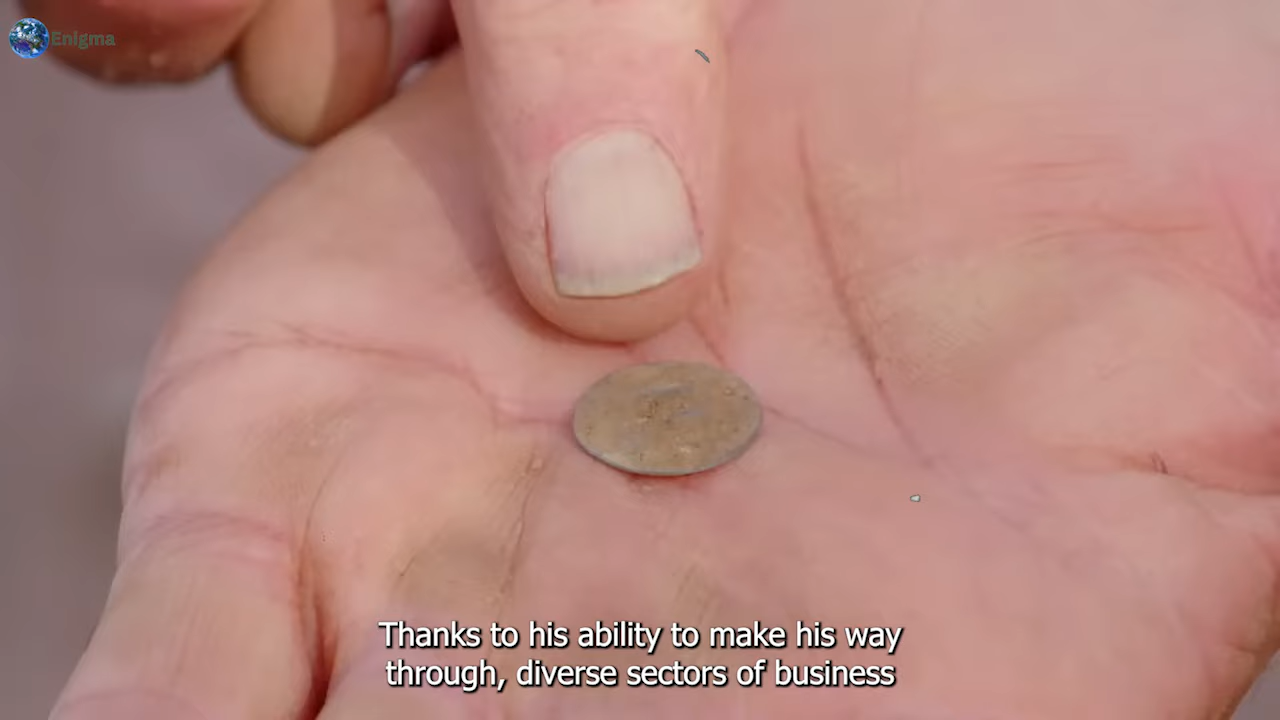 Enigma
Thanks to his ability to make his way
through, diverse sectors of business